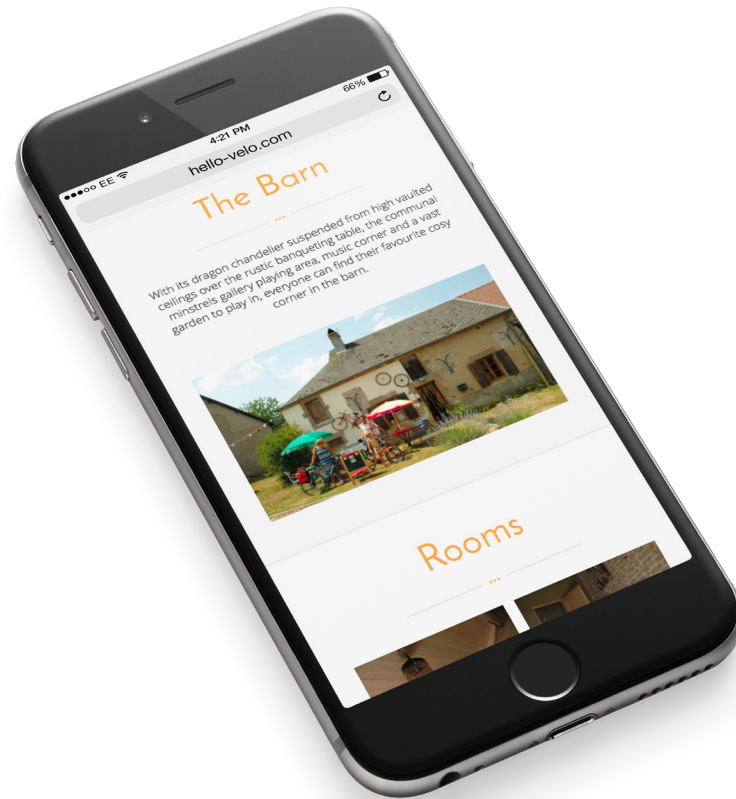 EE 4:21 PM 66%
hello-velo.com
The Barn
With its dragon chandelier suspended from high vaulted
ceilings over the rustic banqueting table, the communal
minstrels gallery playing area, music corner and a vast
garden to play in, everyone can find their favourite cosy
corner in the barn.
Rooms